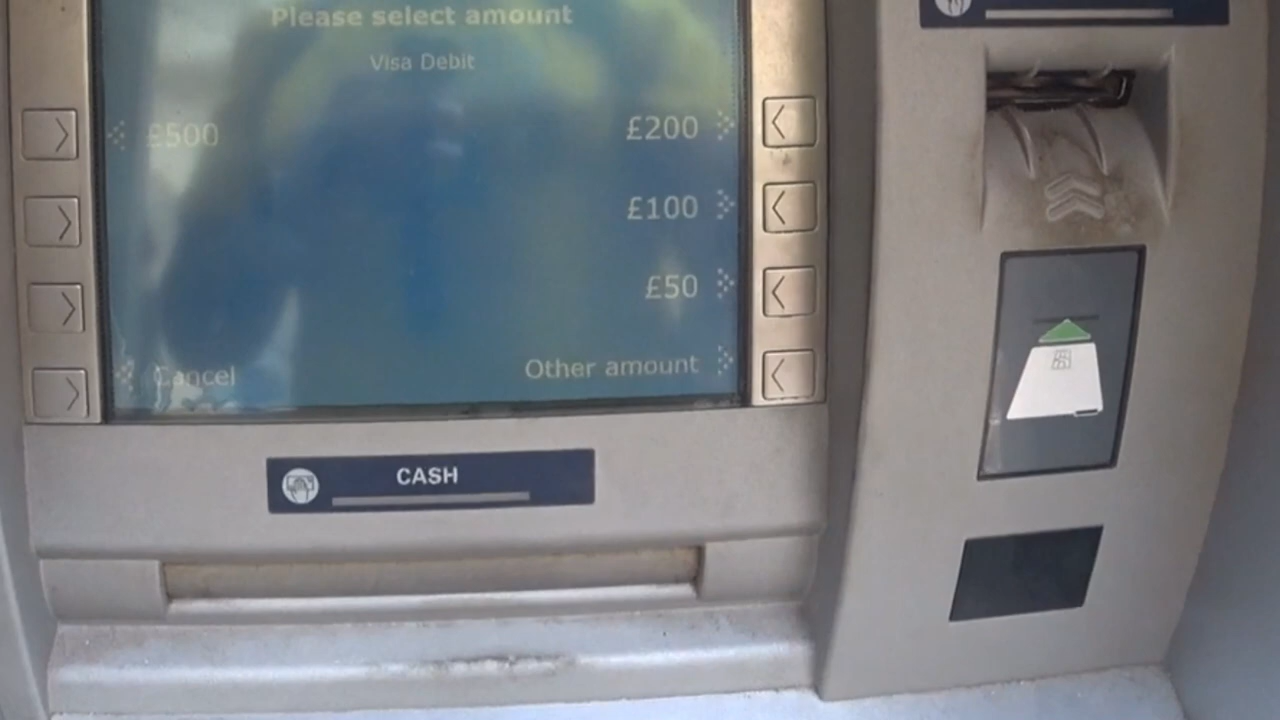 Please select amount
Visa Debit
£500
£200
£100
£50
Cancel
Other amount
CASH